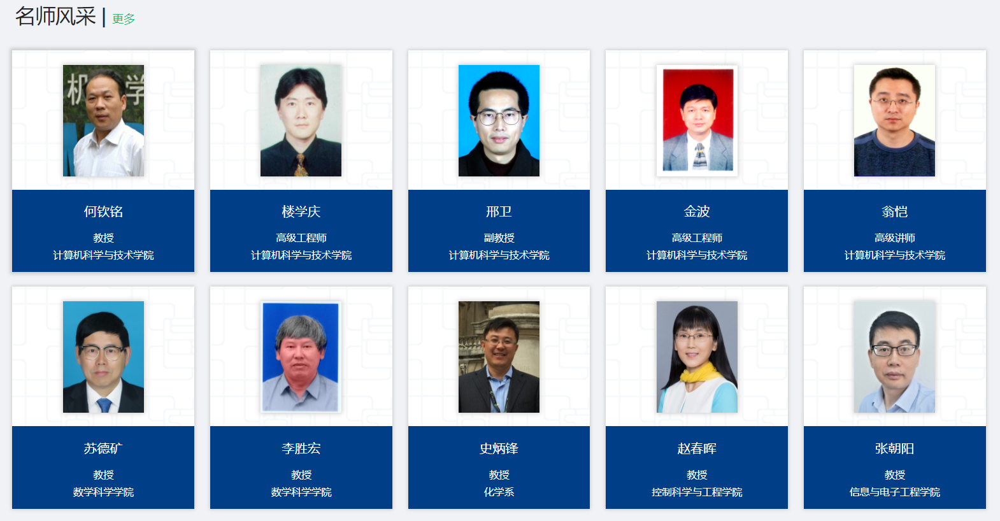 名师风采 | 更多
机 学
何钦铭
教授
计算机科学与技术学院
楼学庆
高级工程师
计算机科学与技术学院
邢卫
副教授
计算机科学与技术学院
金波
高级工程师
计算机科学与技术学院
翁恺
高级讲师
计算机科学与技术学院
苏德矿
教授
数学科学学院
李胜宏
教授
数学科学学院
史炳锋
教授
化学系
赵春晖
教授
控制科学与工程学院
张朝阳
教授
信息与电子工程学院